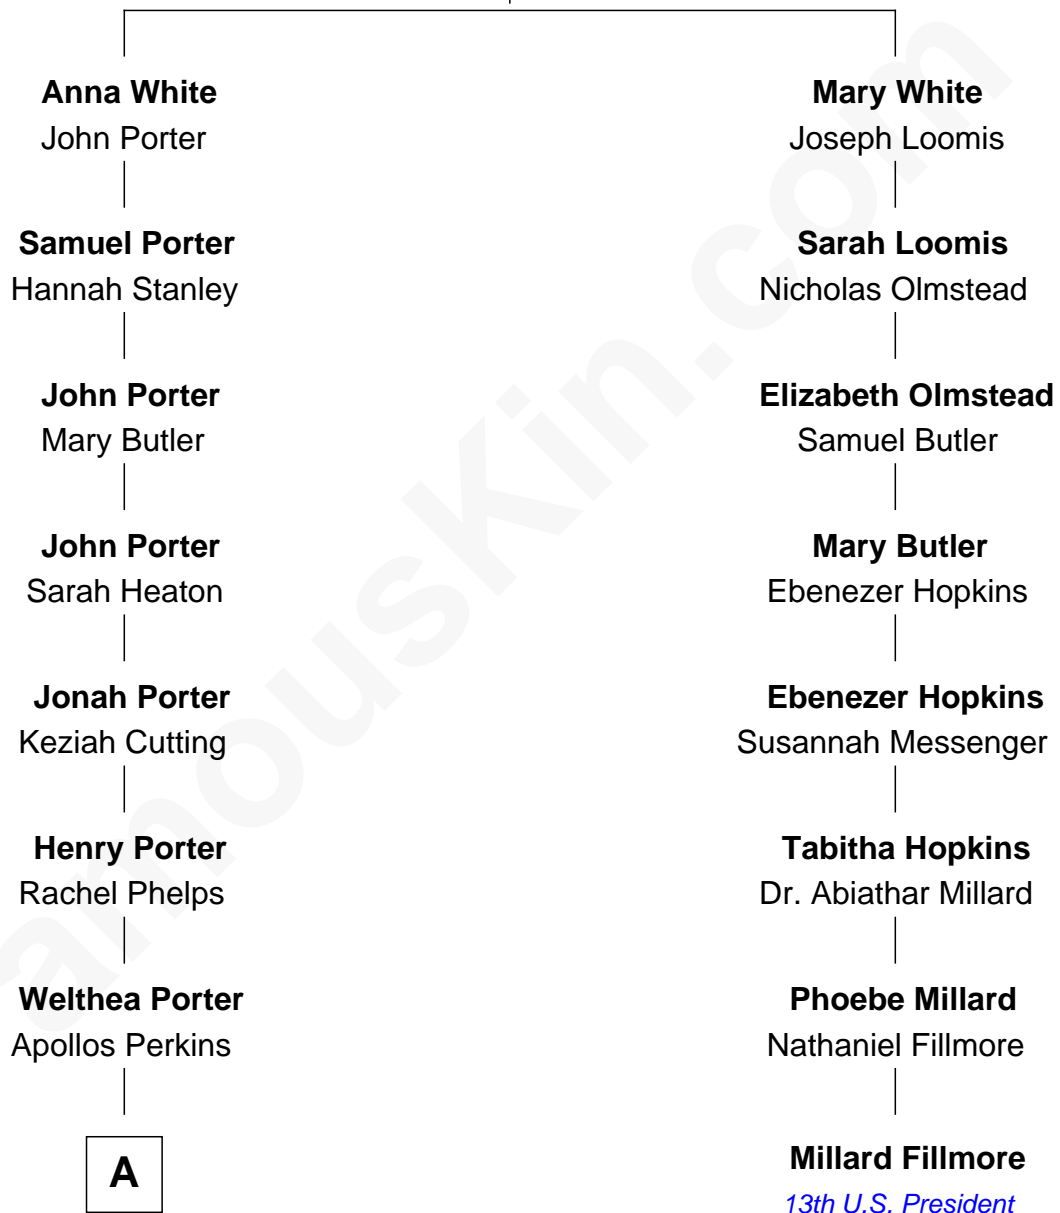 Anna White
John Porter
Mary White
Joseph Loomis
Samuel Porter
Hannah Stanley
Sarah Loomis
Nicholas Olmstead
John Porter
Mary Butler
Elizabeth Olmstead
Samuel Butler
John Porter
Sarah Heaton
Mary Butler
Ebenezer Hopkins
Jonah Porter
Keziah Cutting
Ebenezer Hopkins
Susannah Messenger
Henry Porter
Rachel Phelps
Tabitha Hopkins
Dr. Abiathar Millard
Welthea Porter
Apollos Perkins
Phoebe Millard
Nathaniel Fillmore
A
Millard Fillmore
13th U.S. President
amousKin.com